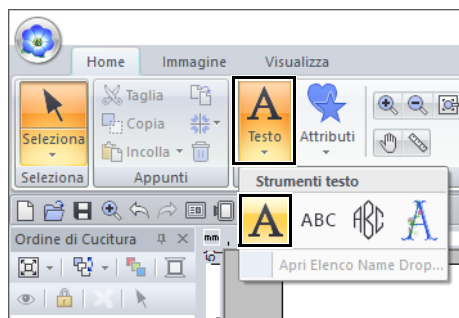 Home Immagine Visualizza
Taglia
Seleziona Copia Testo Attributi
Incolla
Seleziona Appunti
Strumenti testo
A ABC ABC A
Ordine di Cucitura mm
Apri Elenco Name Drop...